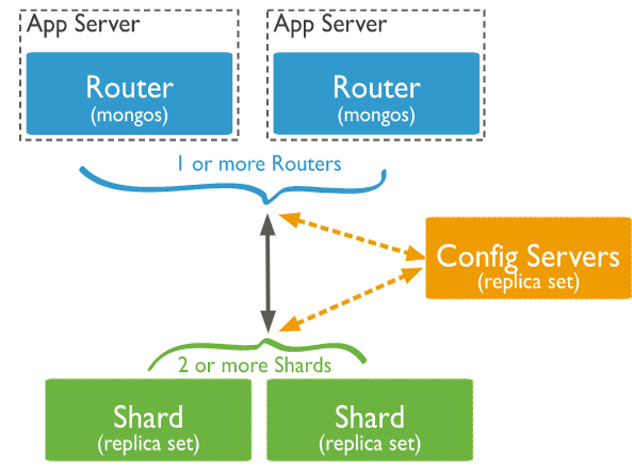 App Server
App Server
Router
(mongos)
Router
(mongos)
1 or more Routers
Config Servers
(replica set)
2 or more Shards
Shard
(replica set)
Shard
(replica set)